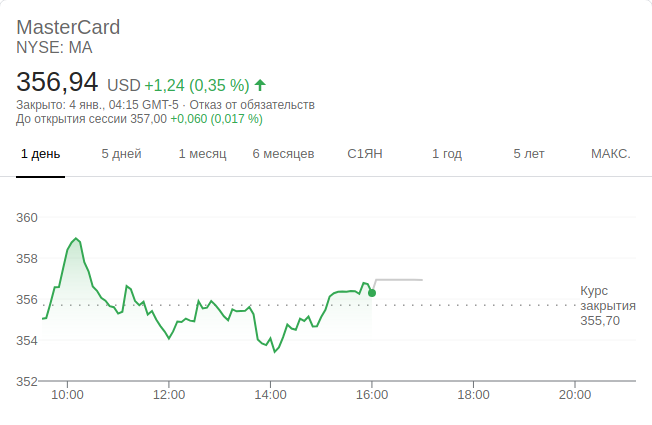 MasterCard
NYSE: MA
356,94 USD +1,24 (0,35 %)
Закрыто: 4 янв., 04:15 GMT-5 · Отказ от обязательств
До открытия сессии 357,00 +0,060 (0,017 %)
1 день 5 дней 1 месяц 6 месяцев С1ЯН 1 год 5 лет МАКС.
360
358
356
354
352
Курс
закрытия
355,70
10:00 12:00 14:00 16:00 18:00 20:00